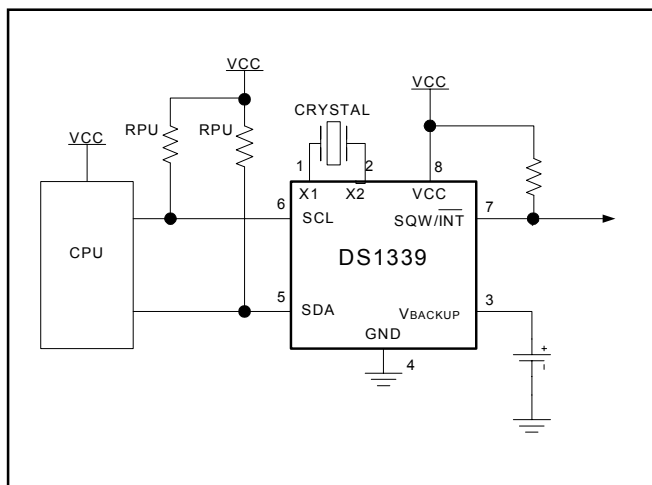 VCC
VCC
CRYSTAL
VCC
RPU
RPU
VCC
1
2
8
X1
X2
VCC
6
SCL
SQW/INT
7
CPU
DS1339
5
SDA
VBACKUP
3
GND
4
+
-